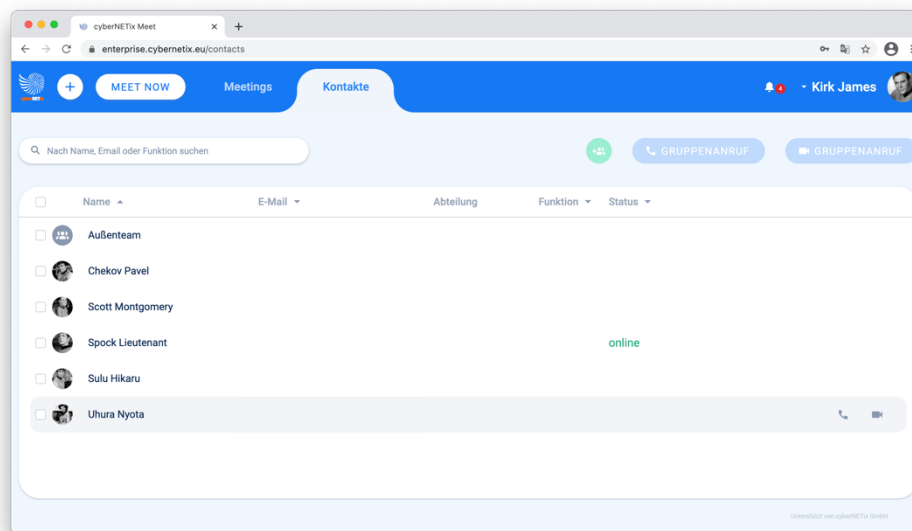 cyberNETix Meet
enterprise.cybernetix.eu/contacts
MEET NOW
Meetings
Kontakte
4
Kirk James
Nach Name, Email oder Funktion suchen
GRUPPENANRUF
GRUPPENANRUF
Name
E-Mail
Abteilung
Funktion
Status
Außenteam
Chekov Pavel
Scott Montgomery
Spock Lieutenant
online
Sulu Hikaru
Uhura Nyota
Unterstützt von cyberNETix GmbH